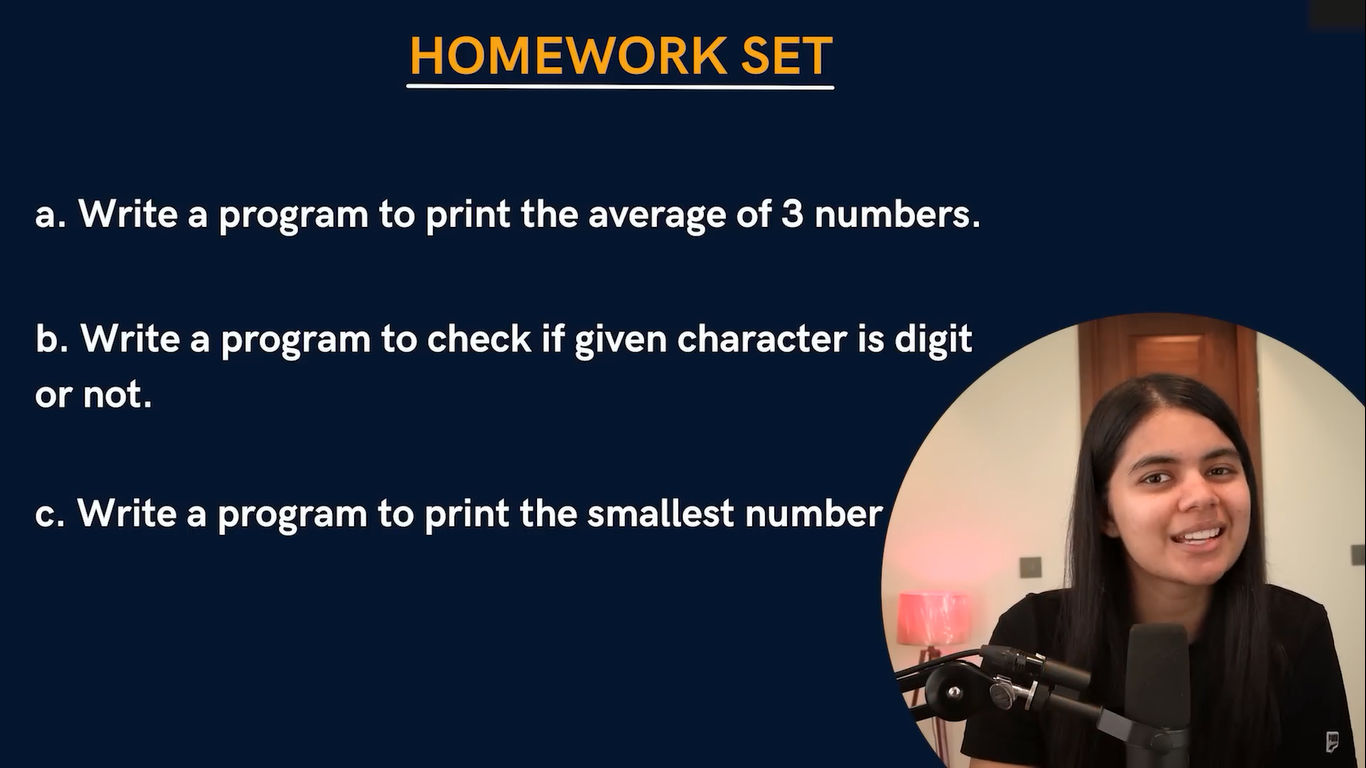 HOMEWORK SET
a. Write a program to print the average of 3 numbers.
b. Write a program to check if given character is digit
or not.
c. Write a program to print the smallest number